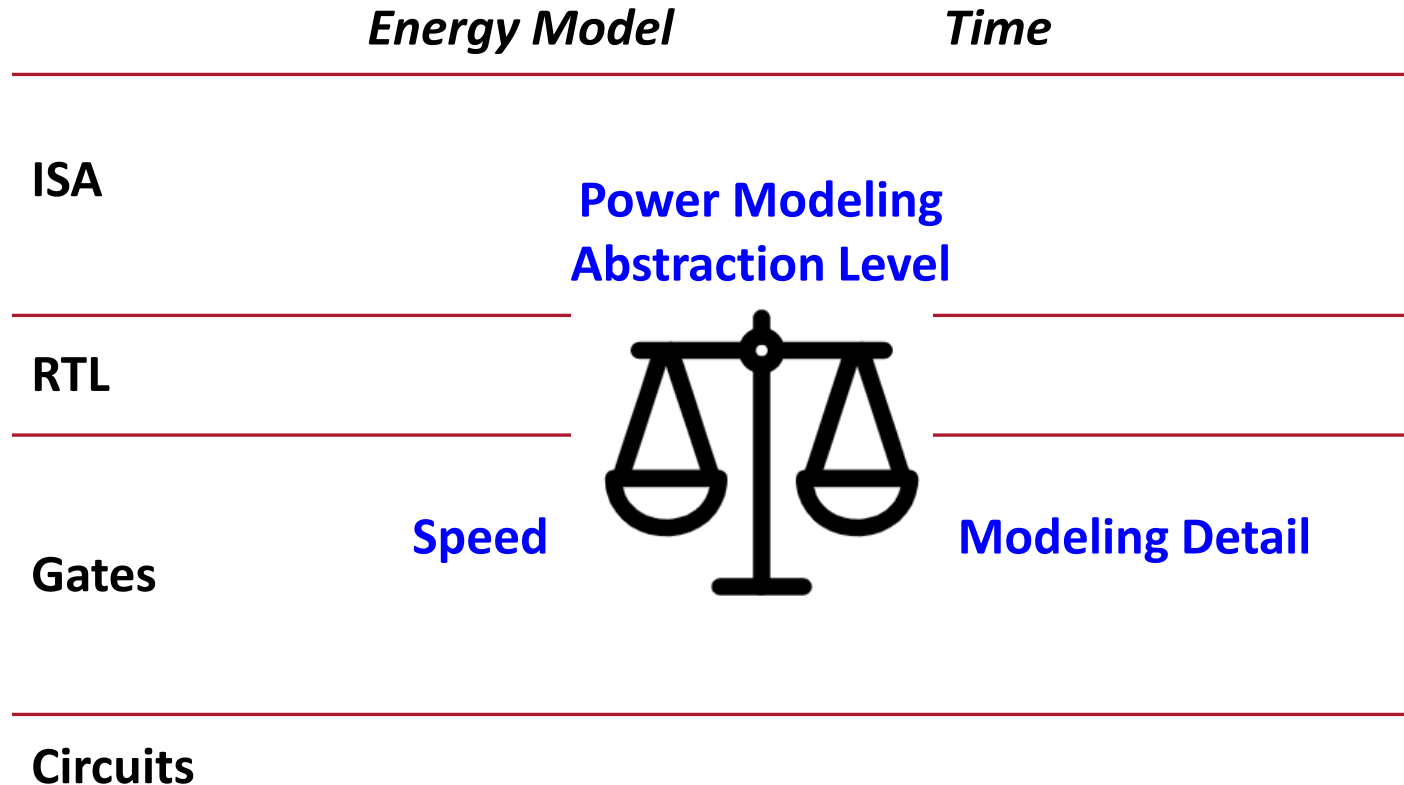 Energy Model Time
ISA
Power Modeling
Abstraction Level
RTL
Speed Modeling Detail
Gates
Circuits